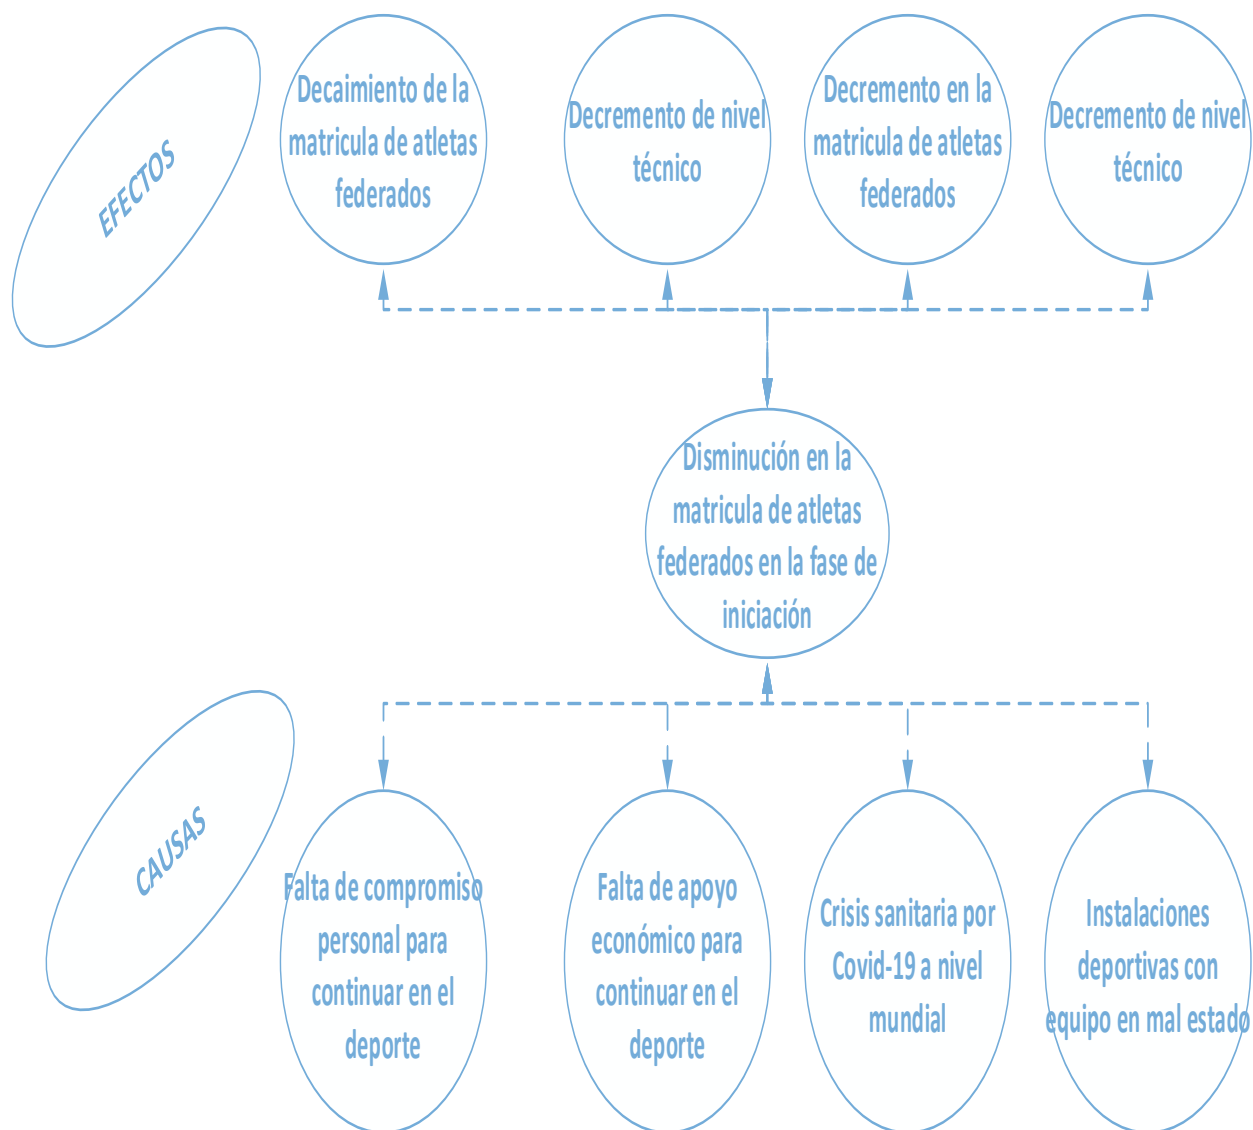 EFECTOS
Decaimiento de la
matricula de atletas
federados
Decremento de nivel
técnico
Decremento en la
matricula de atletas
federados
Decremento de nivel
técnico
Disminución en la
matricula de atletas
federados en la fase de
iniciación
CAUSAS
Falta de compromiso
personal para
continuar en el
deporte
Falta de apoyo
económico para
continuar en el
deporte
Crisis sanitaria por
Covid-19 a nivel
mundial
Instalaciones
deportivas con
equipo en mal estado